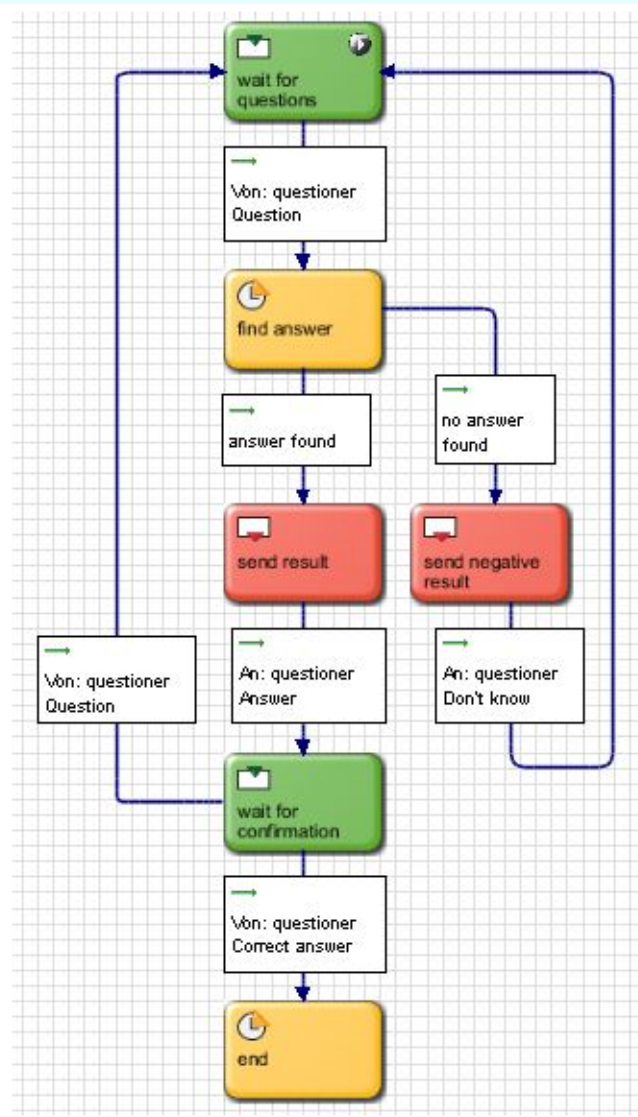 wait for
questions
Von: questioner
Question
find answer
answer found
no answer
found
send result
send negative
result
Von: questioner
Question
An: questioner
Answer
An: questioner
Don't know
wait for
confirmation
Von: questioner
Correct answer
end